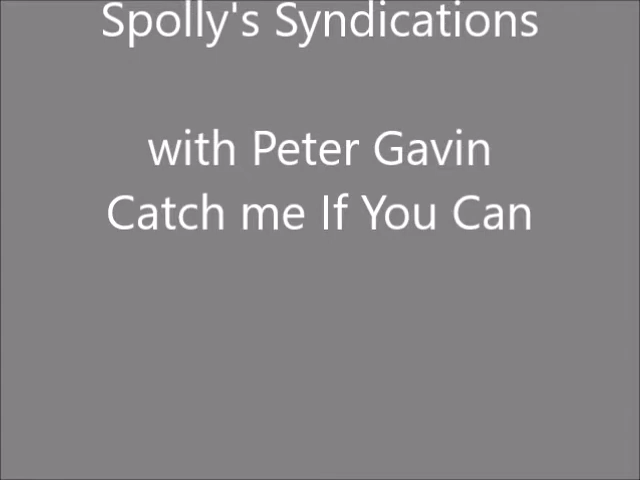 Spolly's Syndications
with Peter Gavin
Catch me If You Can